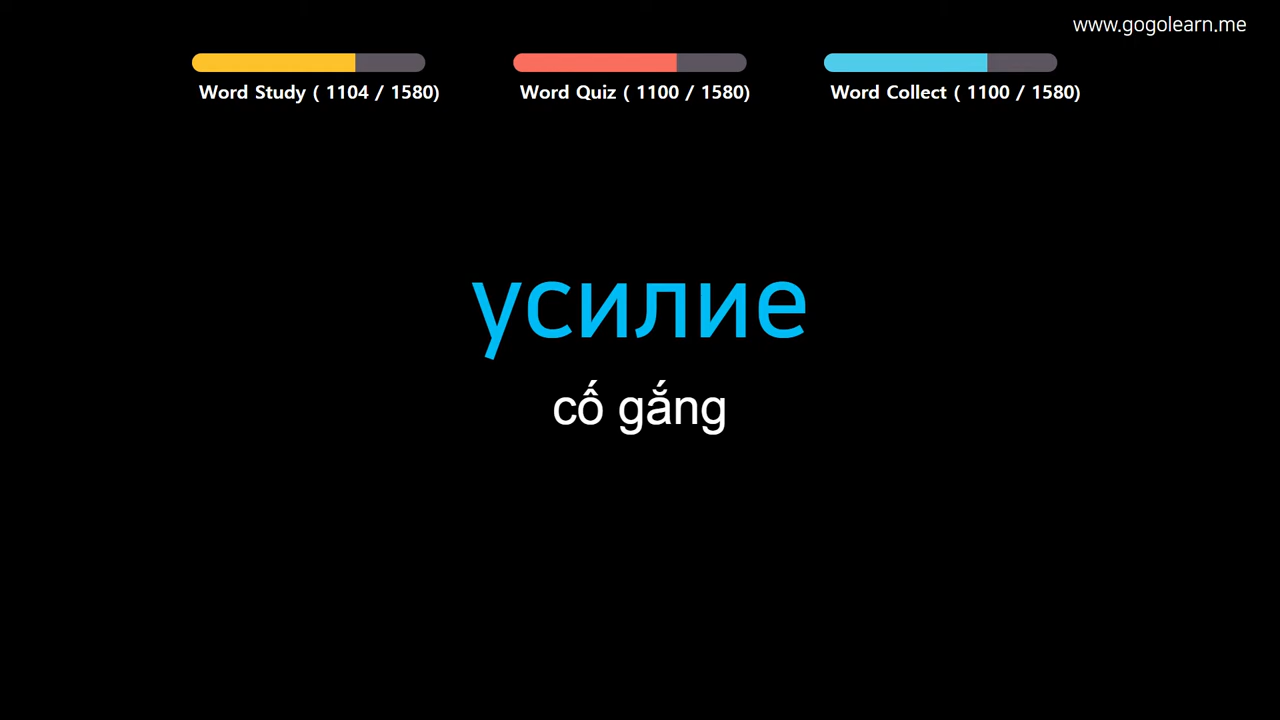 www.gogolearn.me
Word Study ( 1104 / 1580)
Word Quiz ( 1100 / 1580)
Word Collect ( 1100 / 1580)
усилие
cố gắng